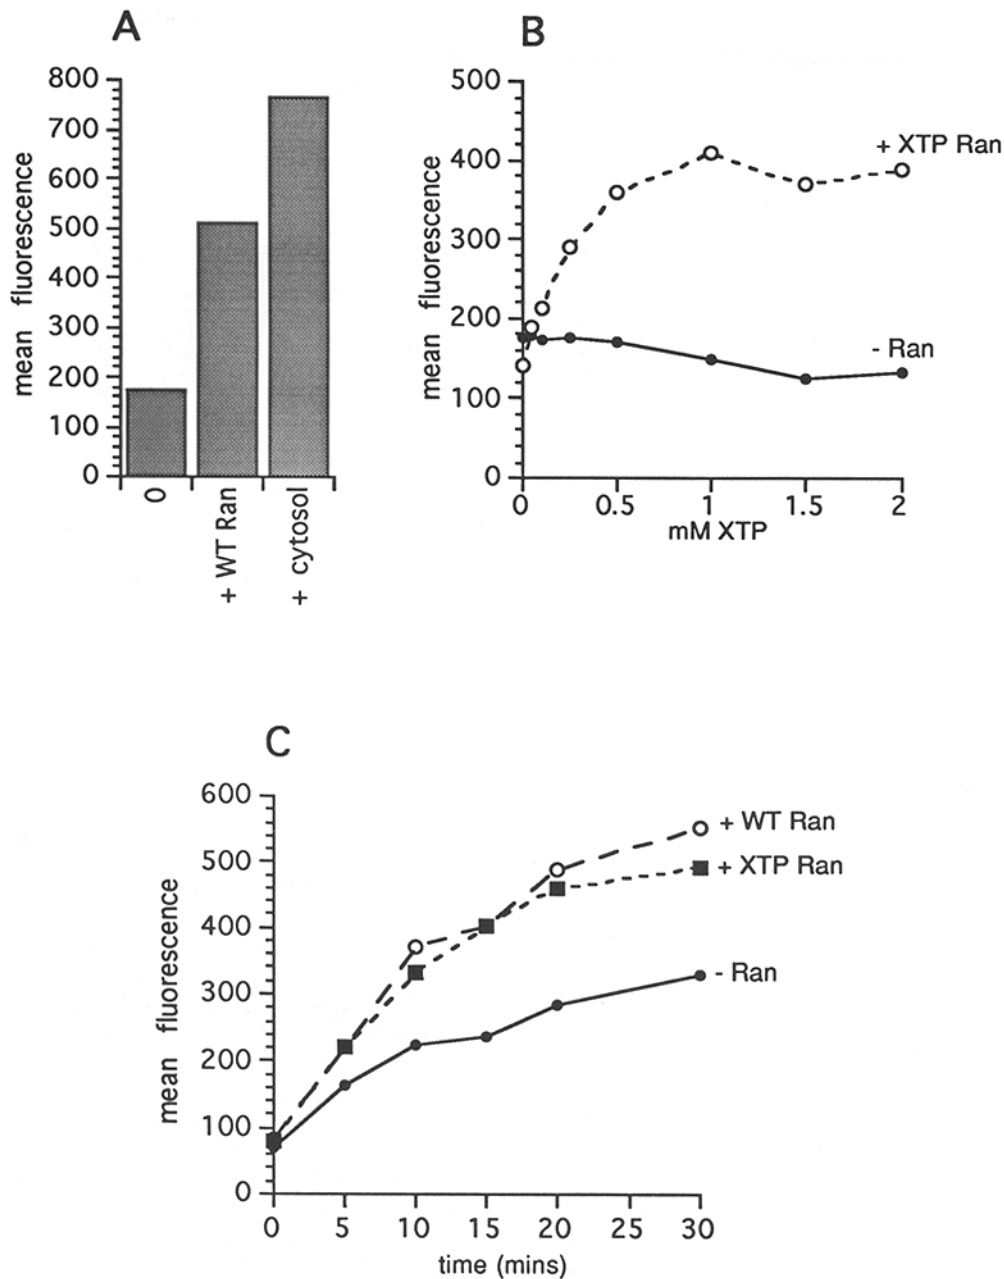 A
800
700
600
500
400
300
200
100
0
mean fluorescence
0
+ WT Ran
+ cytosol
B
500
400
300
200
100
0
mean fluorescence
+ XTP Ran
- Ran
0 0.5 1 1.5 2
mM XTP
C
600
500
400
300
200
100
0
mean fluorescence
+ WT Ran
+ XTP Ran
- Ran
0 5 10 15 20 25 30
time (mins)